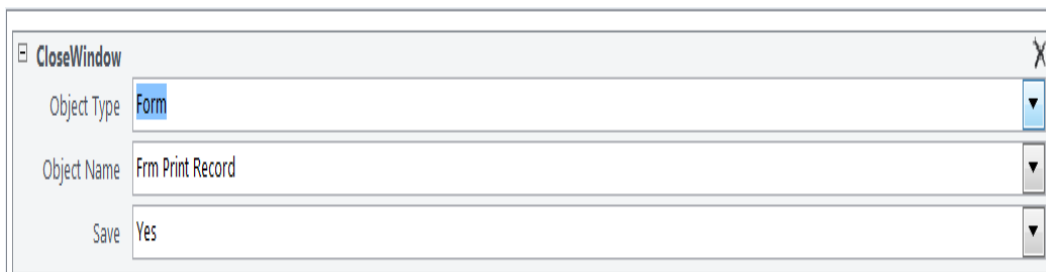 CloseWindow
Object Type Form
Object Name Frm Print Record
Save Yes